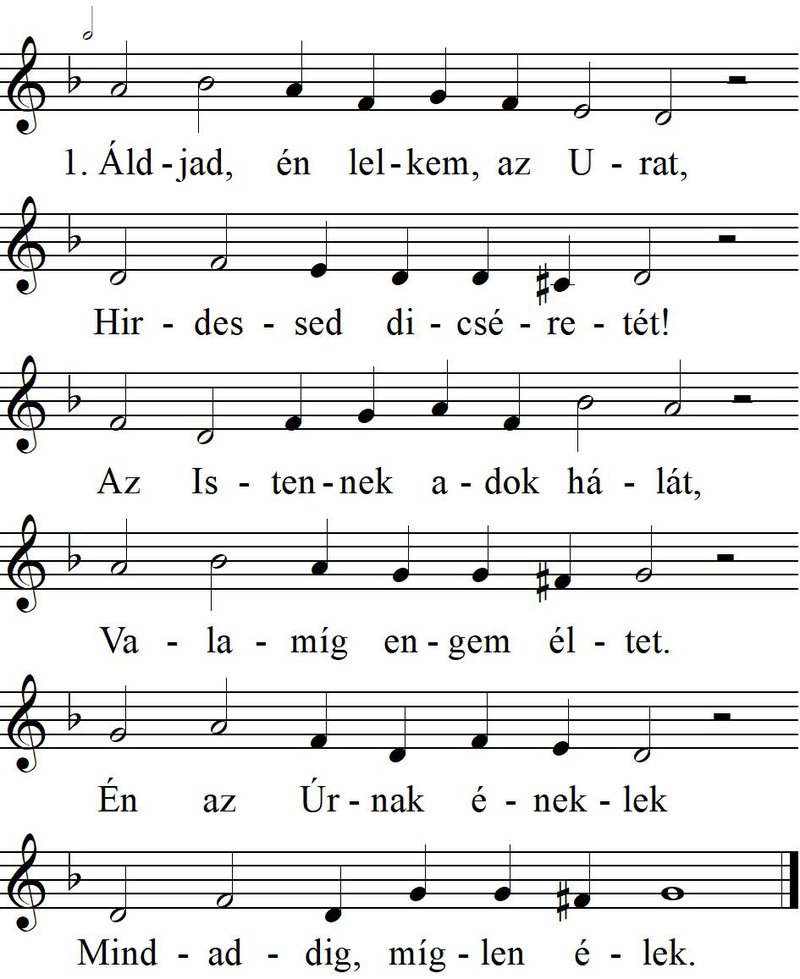 1. Áld - jad, én lel - kem, az U - rat,
Hir - des - sed di - csé - re - tét!
Az Is - ten - nek a - dok há - lát,
Va - la - míg en - gem él - tet.
Én az Úr - nak é - nek - lek
Mind - ad - dig, míg - len é - lek.